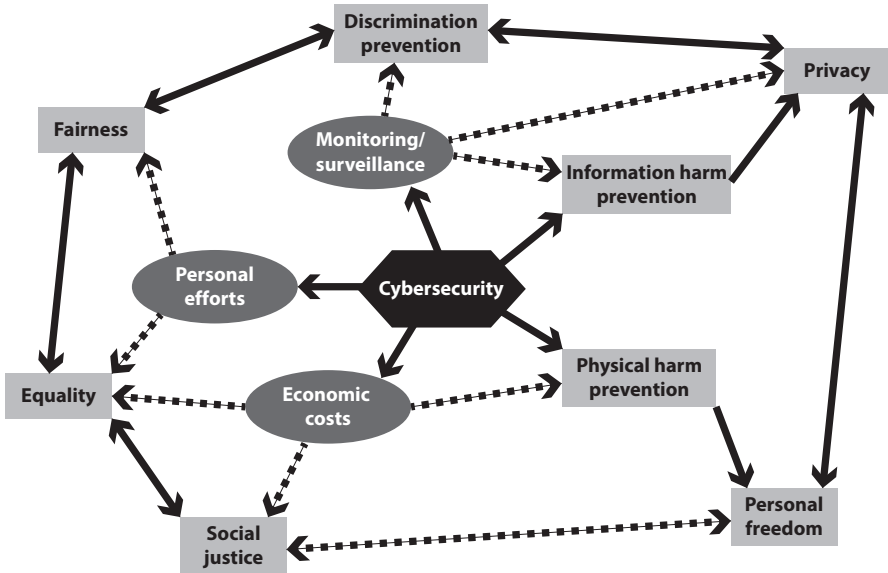 Discrimination
prevention
Privacy
Fairness
Monitoring/
surveillance
Information harm
prevention
Personal
efforts
Cybersecurity
Physical harm
prevention
Equality
Economic
costs
Personal
freedom
Social
justice